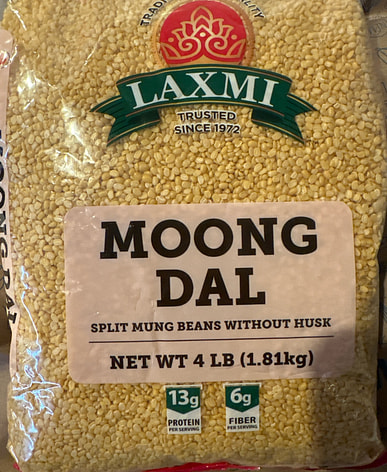 LAXMI
TRUSTED
SINCE 1972
MOONG
DAL
SPLIT MUNG BEANS WITHOUT HUSK
NET WT 4 LB (1.81kg)
13g
PROTEIN
PER SERVING
6g
FIBER
PER SERVING